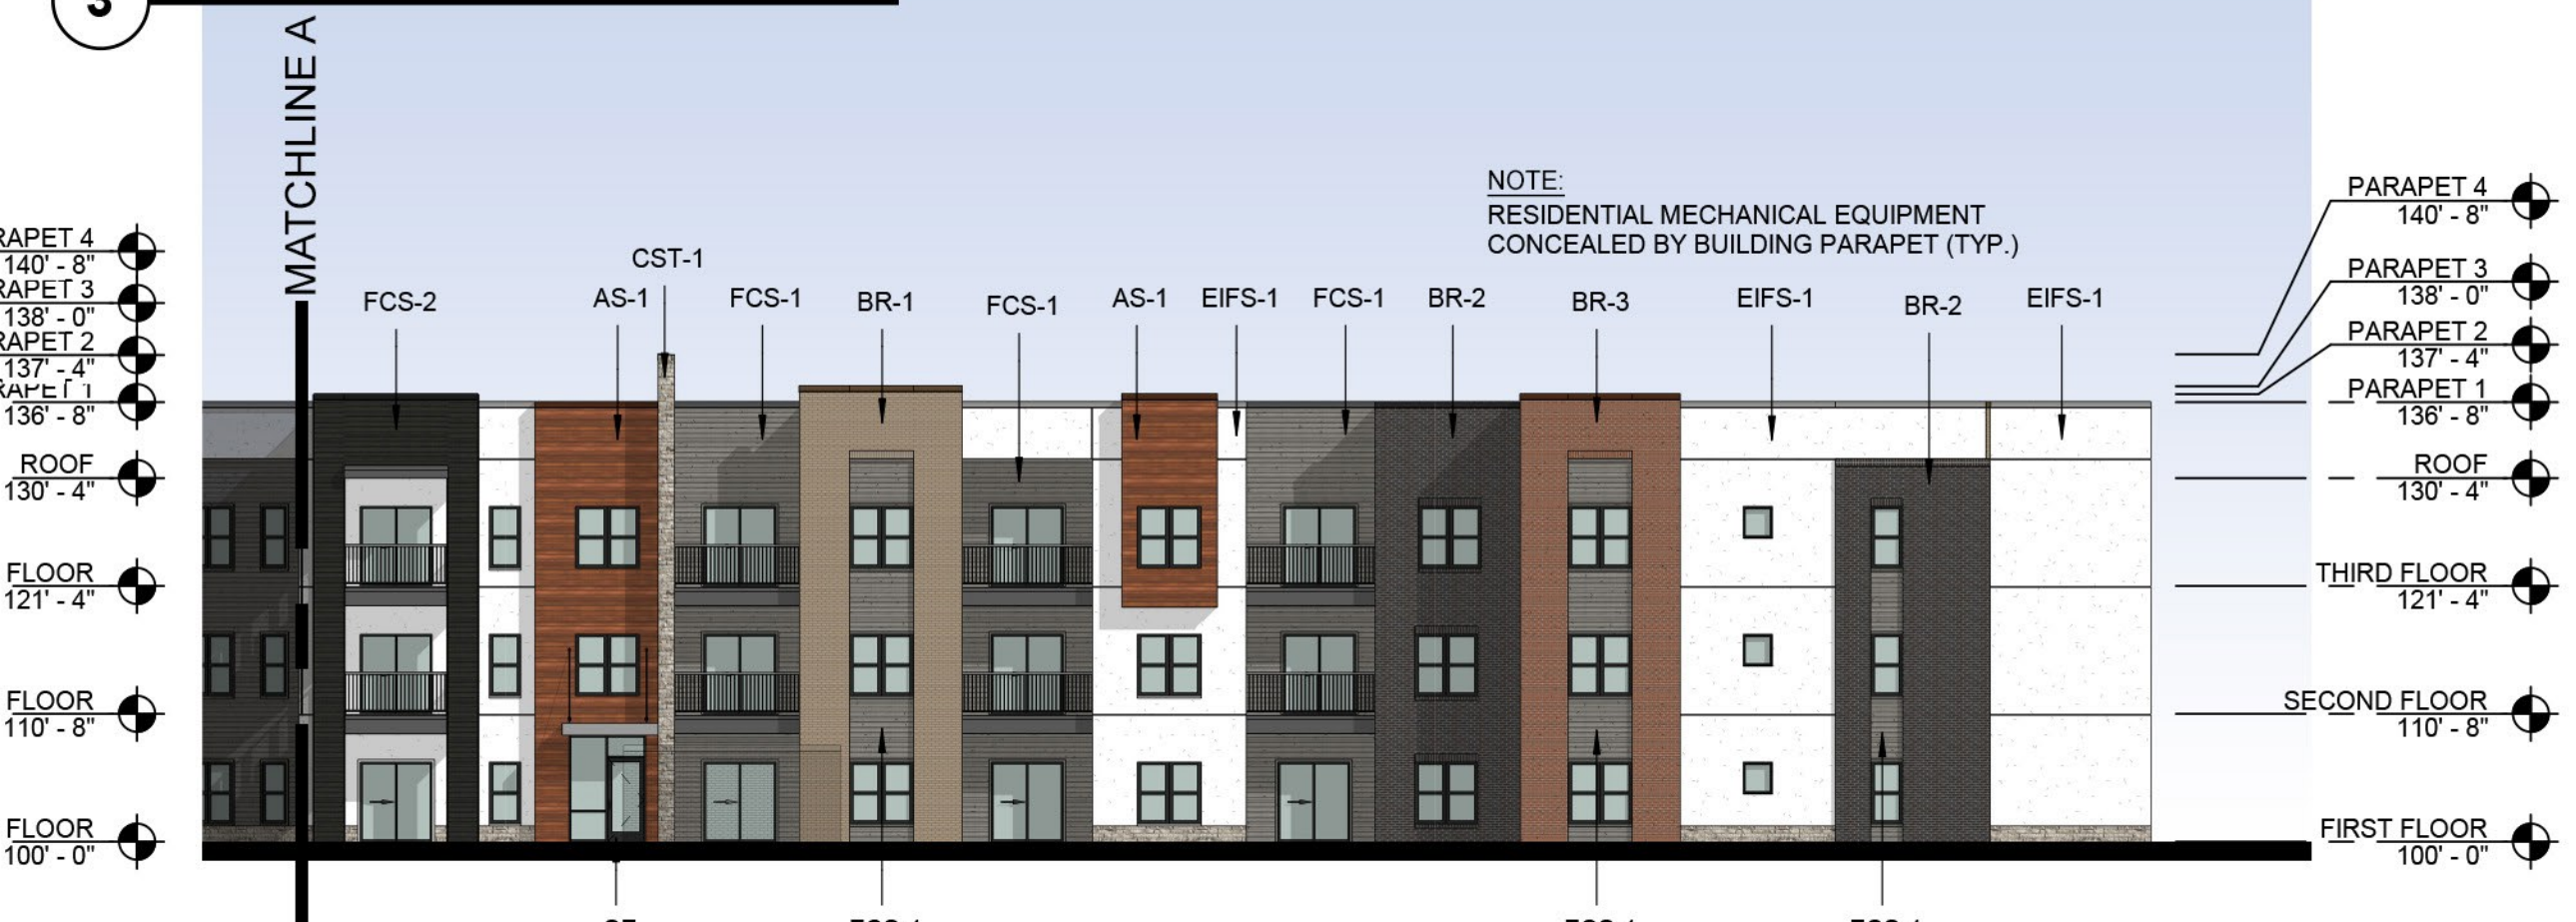 3
MATCHLINE A
NOTE:
RESIDENTIAL MECHANICAL EQUIPMENT
CONCEALED BY BUILDING PARAPET (TYP.)
CST-1
FCS-2
AS-1
FCS-1
BR-1
FCS-1
AS-1
EIFS-1
FCS-1
BR-2
BR-3
EIFS-1
BR-2
EIFS-1
4
140' - 8"
3
138' - 0"
2
137' - 4"
1
136' - 8"
ROOF
130' - 4"
FLOOR
121' - 4"
FLOOR
110' - 8"
FLOOR
100' - 0"
PARAPET 4
140' - 8"
PARAPET 3
138' - 0"
PARAPET 2
137' - 4"
PARAPET 1
136' - 8"
ROOF
130' - 4"
THIRD FLOOR
121' - 4"
SECOND FLOOR
110' - 8"
FIRST FLOOR
100' - 0"